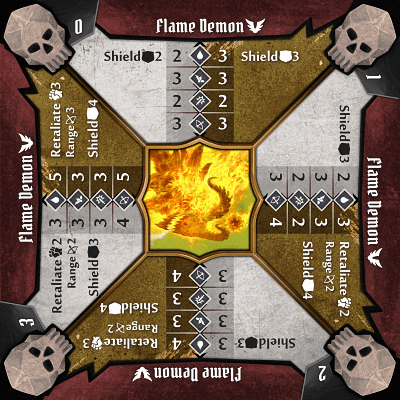 0
Flame Demon
Shield 2
2 3
3 3
2 2
3 3
Shield 3
1
Flame Demon
Shield 3
2 3
3 3
3 2
3 4
Retaliate 2
Range 2
Shield 4
2
Flame Demon
Shield 3
3 3
3 3
3 3
3 4
Retaliate 3
Range 2
Shield 4
3
Flame Demon
Retaliate 2
Range 2
Shield 3
3 5
3 4
3 4
4 5
Retaliate 3
Range 3
Shield 4